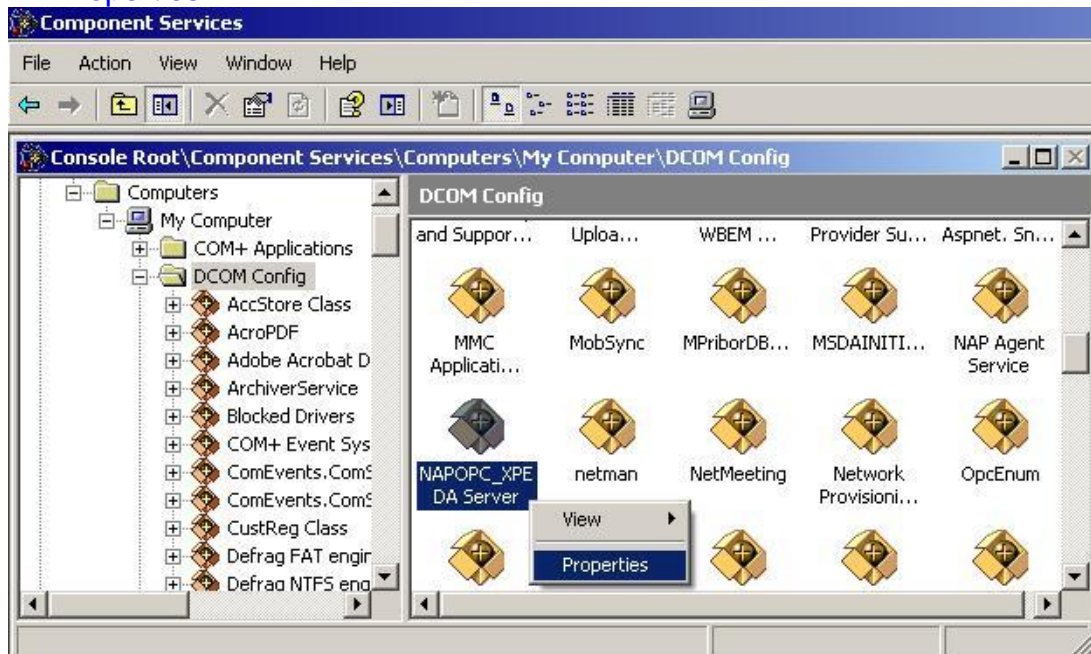 Component Services
File Action View Window Help
Console Root\Component Services\Computers\My Computer\DCOM Config
Computers
My Computer
COM+ Applications
DCOM Config
AccStore Class
AcroPDF
Adobe Acrobat D
ArchiverService
Blocked Drivers
COM+ Event Sys
ComEvents.ComS
ComEvents.ComS
CustReg Class
Defrag FAT engin
Defrag NTFS eng
DCOM Config
and Suppor... Uploa... WBEM ... Provider Su... Aspnet. Sn...
MMC Applicati... MobSync MPriborDB... MSDAINITI... NAP Agent Service
NAPOPC_XPE DA Server netman NetMeeting Network Provisioni... OpcEnum
View
Properties